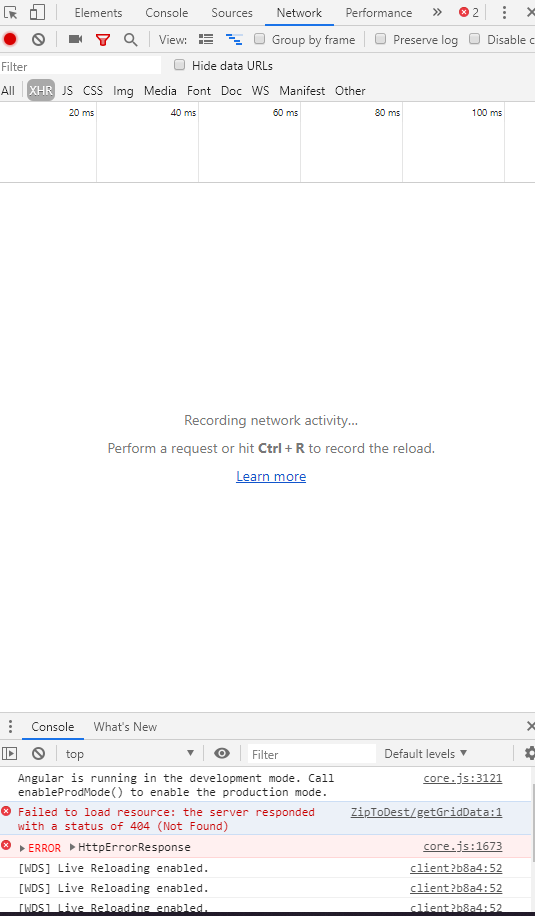 Elements Console Sources Network Performance » 2
View: Group by frame Preserve log Disable c
Filter Hide data URLs
All XHR JS CSS Img Media Font Doc WS Manifest Other
20 ms 40 ms 60 ms 80 ms 100 ms
Recording network activity...
Perform a request or hit Ctrl + R to record the reload.
Learn more
Console What's New
top Filter Default levels
Angular is running in the development mode. Call core.js:3121
enableProdMode() to enable the production mode.
Failed to load resource: the server responded ZipToDest/getGridData:1
with a status of 404 (Not Found)
ERROR HttpErrorResponse core.js:1673
[WDS] Live Reloading enabled. client?b8a4:52
[WDS] Live Reloading enabled. client?b8a4:52
[WDS] Live Reloading enabled. client?b8a4:52